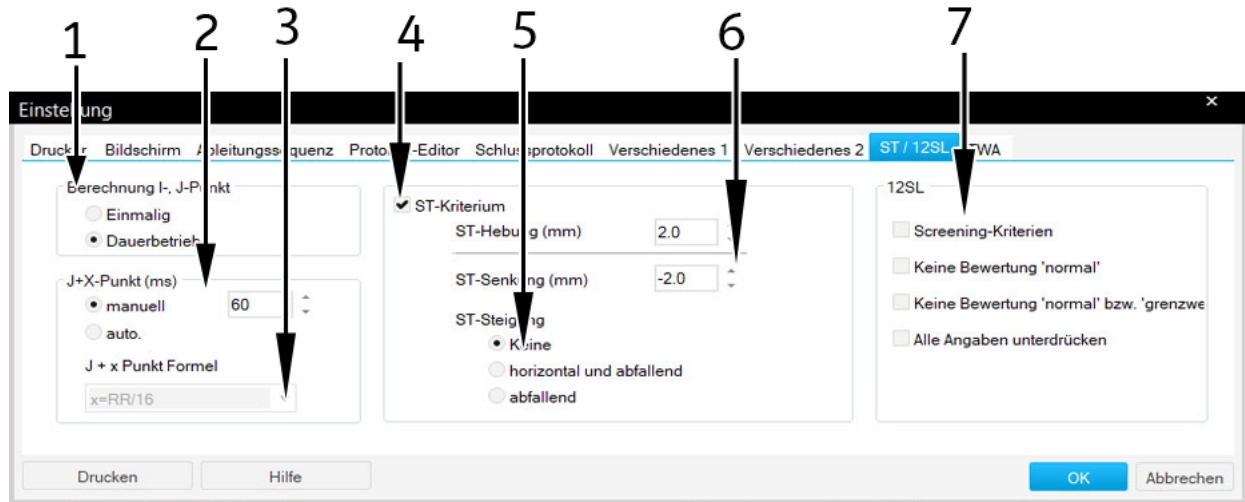 1 2 3 4 5 6 7
Einstellung ×
Drucker Bildschirm Ableitungssequenz Protokoll-Editor Schlussprotokoll Verschiedenes 1 Verschiedenes 2 ST / 12SL TWA
Berechnung I-, J-Punkt
Einmalig
Dauerbetrieb
J+X-Punkt (ms)
manuell 60
auto.
J + x Punkt Formel
x=RR/16
ST-Kriterium
ST-Hebung (mm) 2.0
ST-Senkung (mm) -2.0
ST-Steigung
Keine
horizontal und abfallend
abfallend
12SL
Screening-Kriterien
Keine Bewertung 'normal'
Keine Bewertung 'normal' bzw. 'grenzwe
Alle Angaben unterdrücken
Drucken Hilfe OK Abbrechen